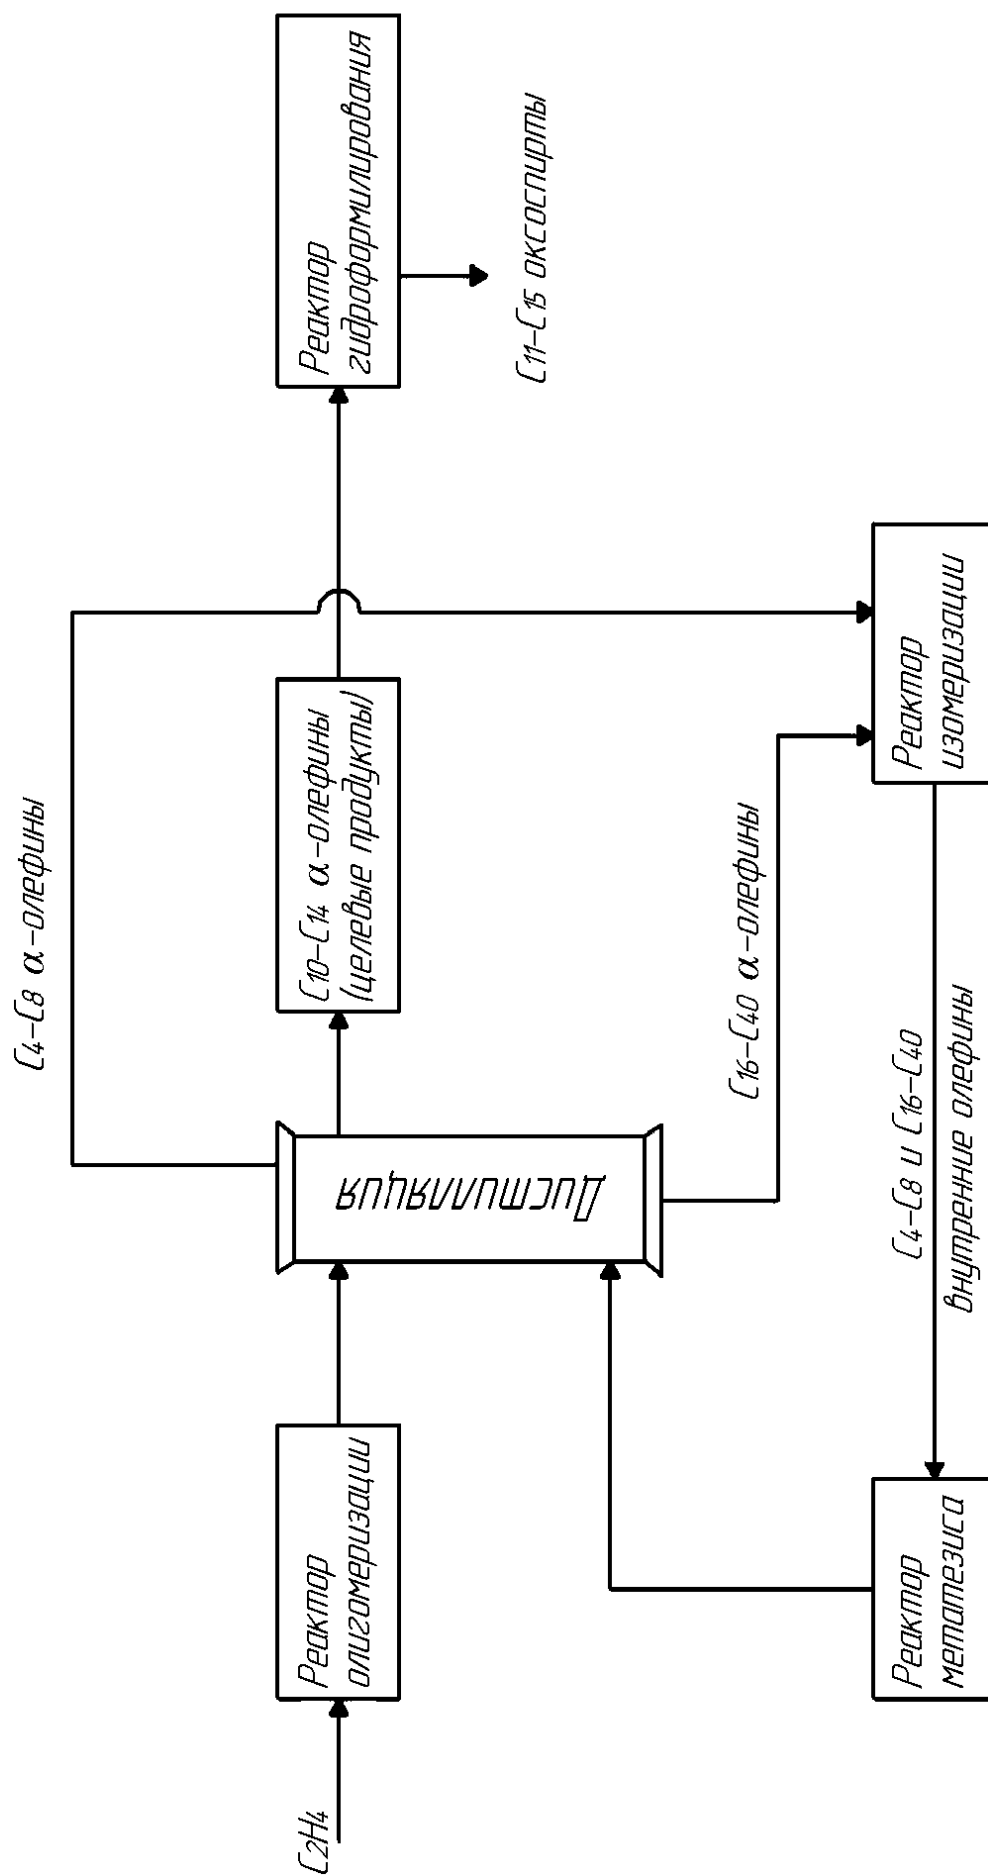 C₄–C₈ α–олефины
C₂H₄
Реактор
олигомеризации
Дистилляция
C₁₀–C₁₄ α–олефины
(целевые продукты)
Реактор
гидроформилирования
C₁₁–C₁₅ оксоспирты
C₁₆–C₄₀ α–олефины
Реактор
метатезиса
C₄–C₈ и C₁₆–C₄₀
внутренние олефины
Реактор
изомеризации